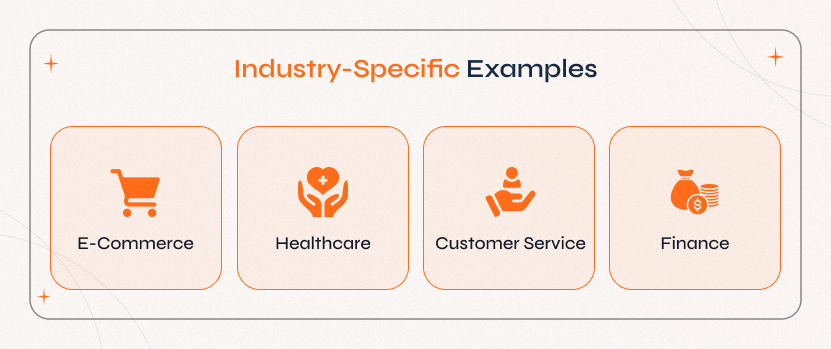 Industry-Specific Examples
E-Commerce
Healthcare
Customer Service
Finance
$